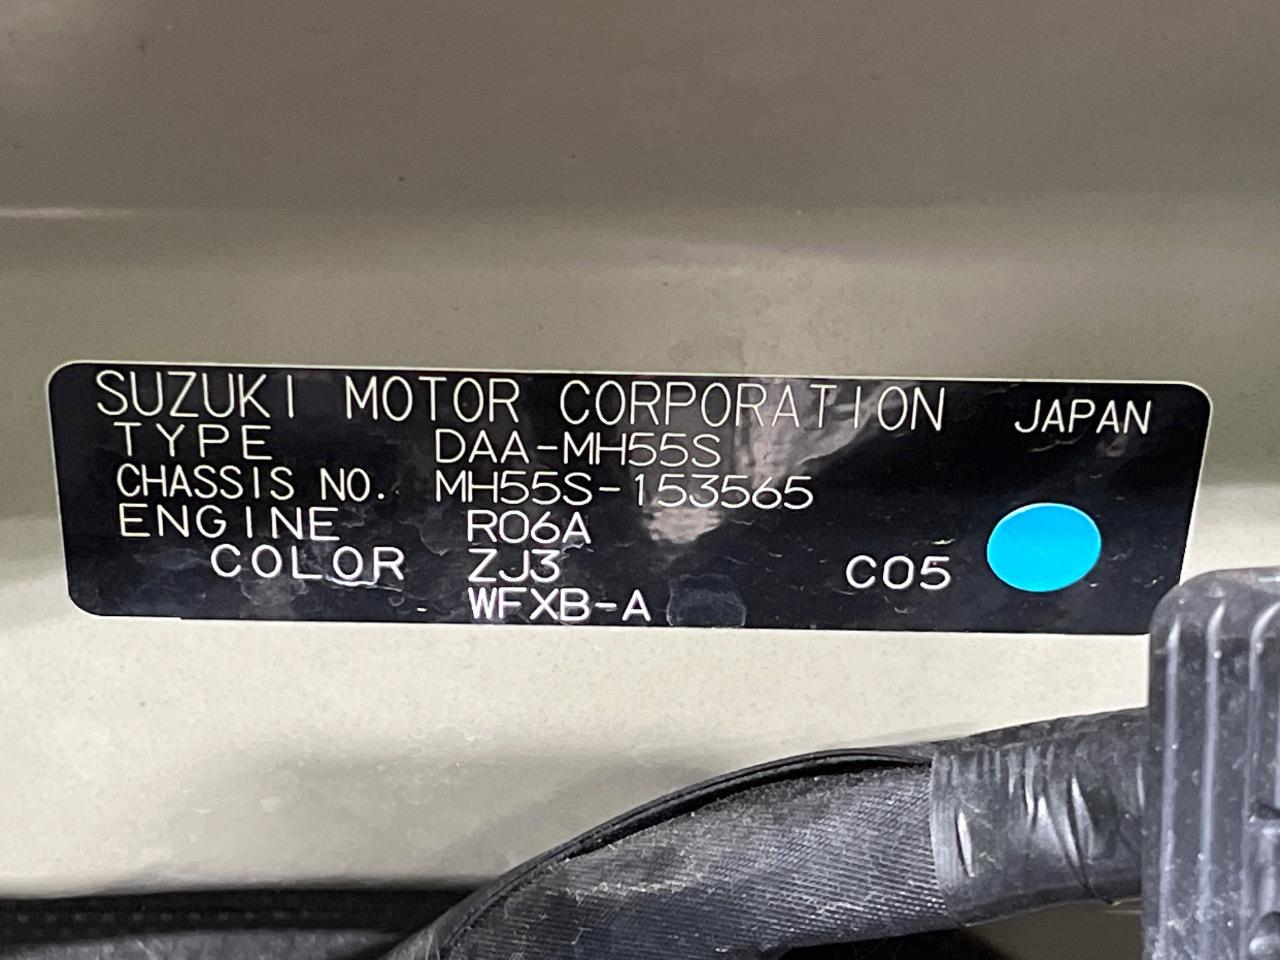 SUZUKI MOTOR CORPORATION JAPAN
TYPE DAA-MH55S
CHASSIS NO. MH55S-153565
ENGINE R06A
COLOR ZJ3 C05
WFXB-A